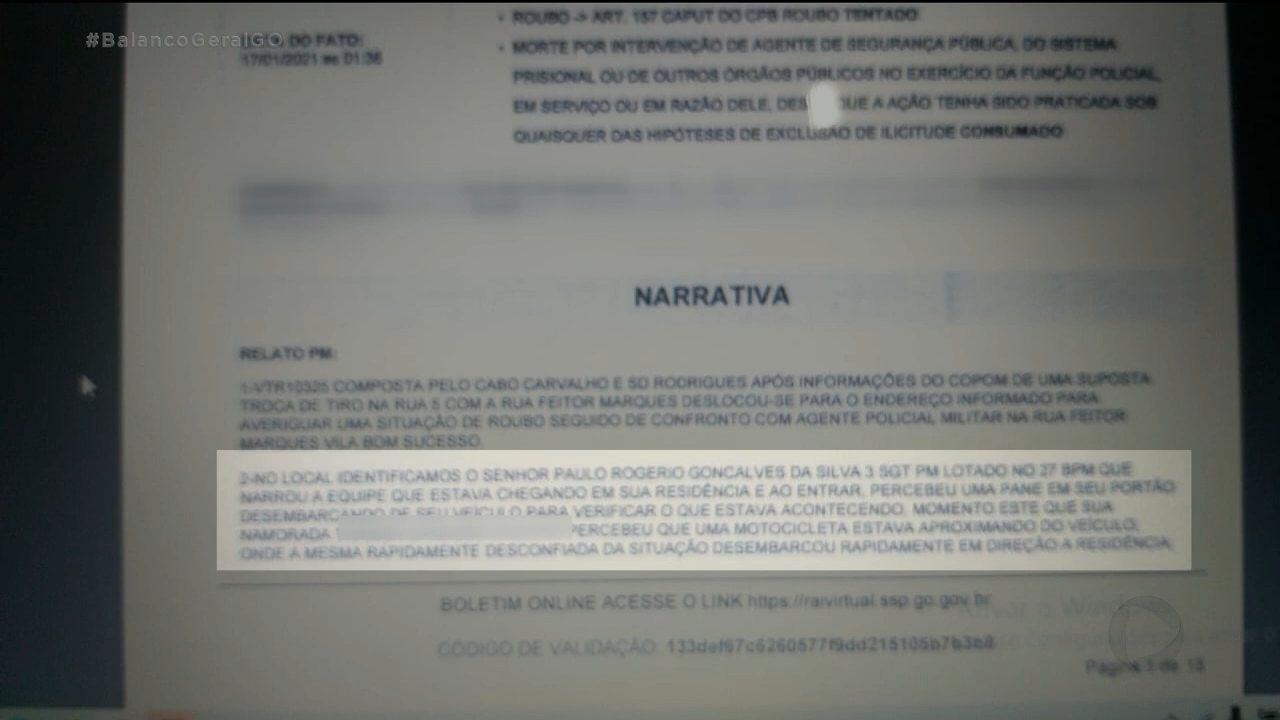 #BalancoGeralGO
• ROUBO -> ART. 157 CAPUT DO CPB ROUBO TENTADO
DO FATO:
17/01/2021 às 01:36
• MORTE POR INTERVENÇÃO DE AGENTE DE SEGURANÇA PÚBLICA, DO SISTEMA
PRISIONAL OU DE OUTROS ÓRGÃOS PÚBLICOS NO EXERCÍCIO DA FUNÇÃO POLICIAL,
EM SERVIÇO OU EM RAZÃO DELE, DES QUE A AÇÃO TENHA SIDO PRATICADA SOB
QUAISQUER DAS HIPÓTESES DE EXCLUSÃO DE ILICITUDE CONSUMADO
NARRATIVA
RELATO PM:
1-VTR10325 COMPOSTA PELO CABO CARVALHO E SD RODRIGUES APÓS INFORMAÇÕES DO COPOM DE UMA SUPOSTA
TROCA DE TIRO NA RUA 5 COM A RUA FEITOR MARQUES DESLOCOU-SE PARA O ENDEREÇO INFORMADO PARA
AVERIGUAR UMA SITUAÇÃO DE ROUBO SEGUIDO DE CONFRONTO COM AGENTE POLICIAL MILITAR NA RUA FEITOR
MARQUES VILA BOM SUCESSO.
2-NO LOCAL IDENTIFICAMOS O SENHOR PAULO ROGERIO GONCALVES DA SILVA 3 SGT PM LOTADO NO 27 BPM QUE
NARROU A EQUIPE QUE ESTAVA CHEGANDO EM SUA RESIDÊNCIA E AO ENTRAR, PERCEBEU UMA PANE EM SEU PORTÃO
DESEMBARCANDO DE SEU VEÍCULO PARA VERIFICAR O QUE ESTAVA ACONTECENDO, MOMENTO ESTE QUE SUA
NAMORADA PERCEBEU QUE UMA MOTOCICLETA ESTAVA APROXIMANDO DO VEÍCULO,
ONDE A MESMA RAPIDAMENTE DESCONFIADA DA SITUAÇÃO DESEMBARCOU RAPIDAMENTE EM DIREÇÃO A RESIDÊNCIA,
BOLETIM ONLINE ACESSE O LINK https://raivirtual.ssp.go.gov.br
CÓDIGO DE VALIDAÇÃO: 133def67c6260577f9dd215105b7b3b8